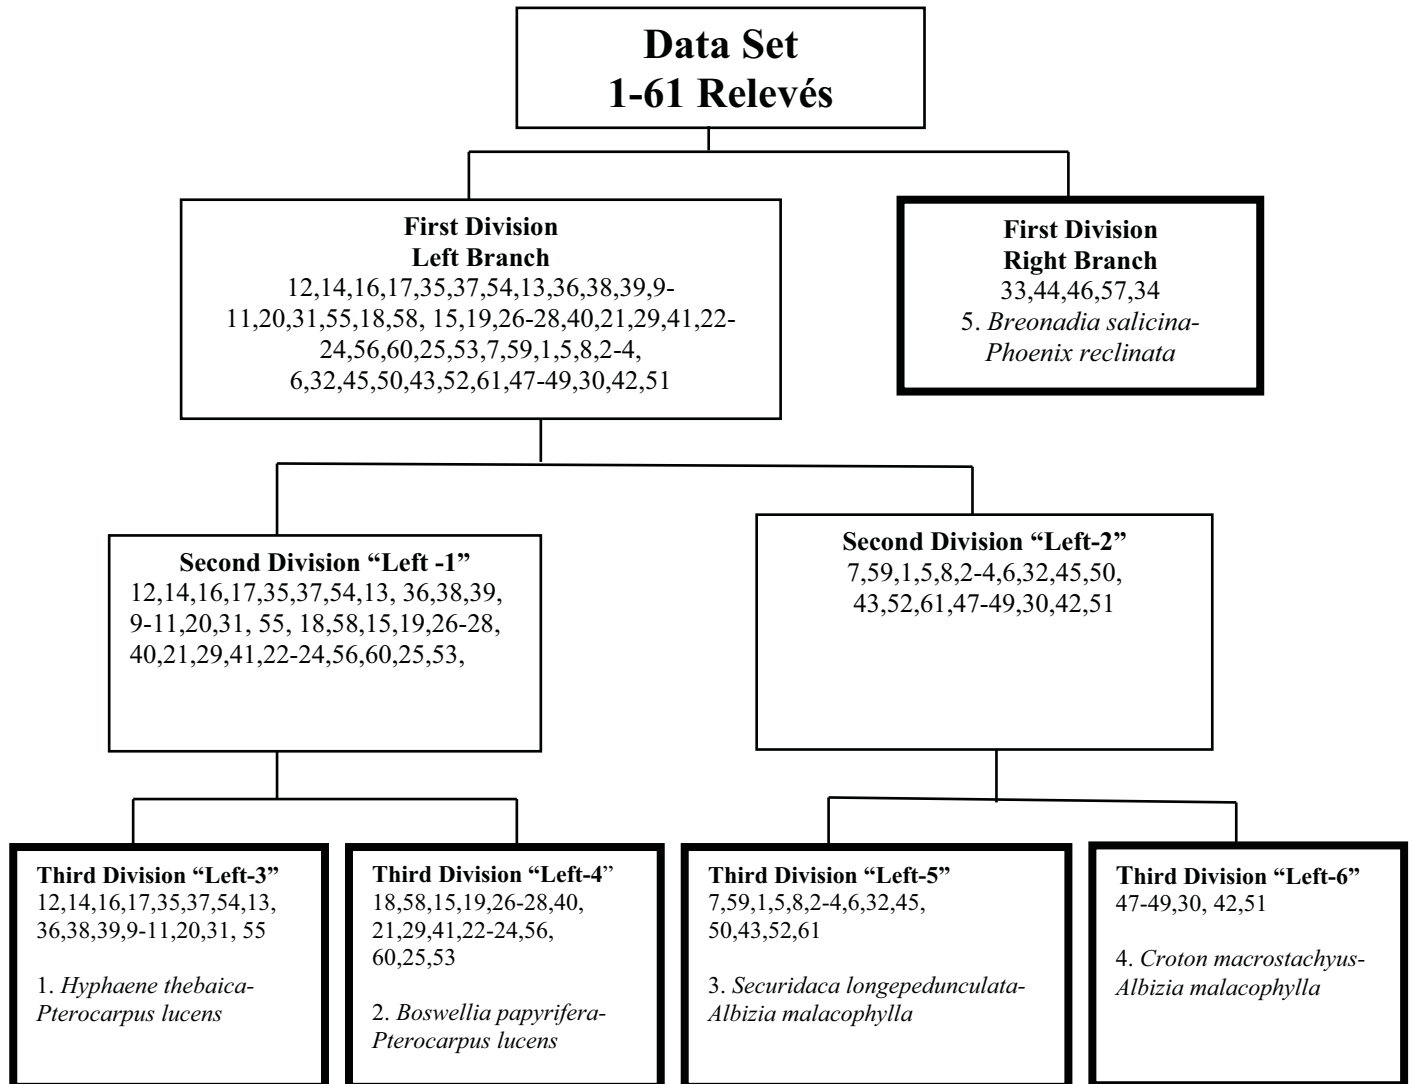 Data Set
1-61 Relevés
First Division
Left Branch
12,14,16,17,35,37,54,13,36,38,39,9-
11,20,31,55,18,58, 15,19,26-28,40,21,29,41,22-
24,56,60,25,53,7,59,1,5,8,2-4,
6,32,45,50,43,52,61,47-49,30,42,51
First Division
Right Branch
33,44,46,57,34
5. Breonadia salicina-
Phoenix reclinata
Second Division “Left -1”
12,14,16,17,35,37,54,13, 36,38,39,
9-11,20,31, 55, 18,58,15,19,26-28,
40,21,29,41,22-24,56,60,25,53,
Second Division “Left-2”
7,59,1,5,8,2-4,6,32,45,50,
43,52,61,47-49,30,42,51
Third Division “Left-3”
12,14,16,17,35,37,54,13,
36,38,39,9-11,20,31, 55
1. Hyphaene thebaica-
Pterocarpus lucens
Third Division “Left-4”
18,58,15,19,26-28,40,
21,29,41,22-24,56,
60,25,53
2. Boswellia papyrifera-
Pterocarpus lucens
Third Division “Left-5”
7,59,1,5,8,2-4,6,32,45,
50,43,52,61
3. Securidaca longepedunculata-
Albizia malacophylla
Third Division “Left-6”
47-49,30, 42,51
4. Croton macrostachyus-
Albizia malacophylla